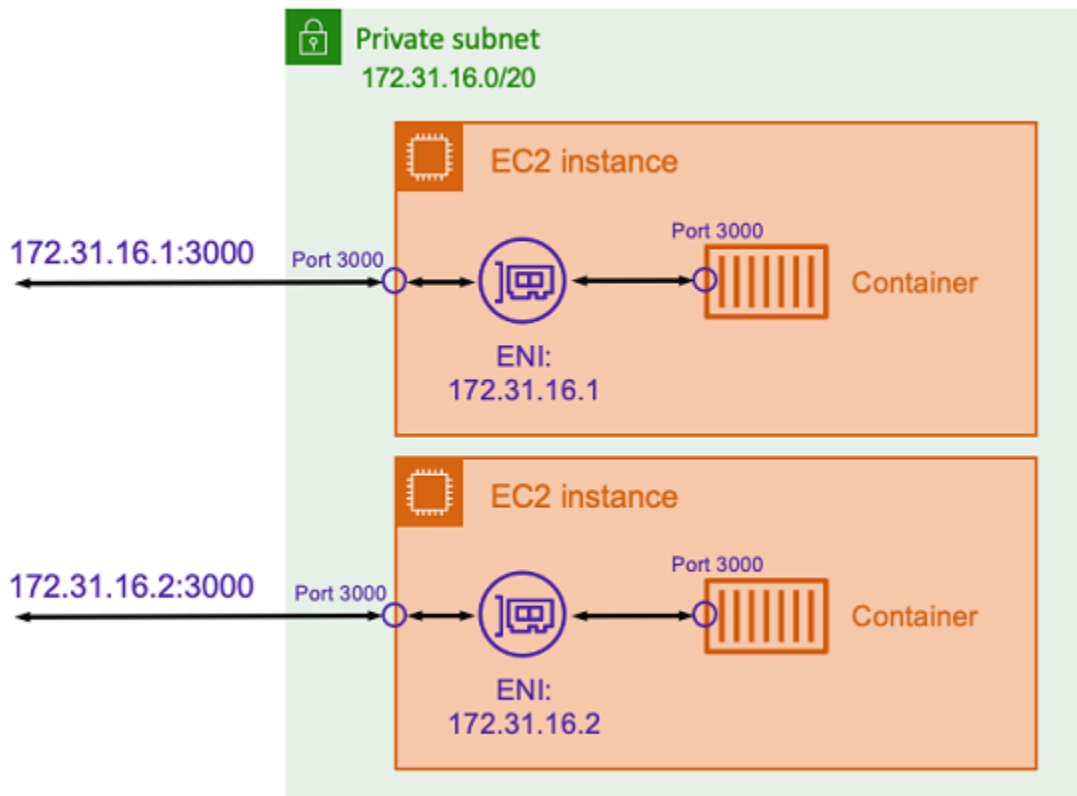 Private subnet
172.31.16.0/20
EC2 instance
172.31.16.1:3000
Port 3000
Port 3000
Container
ENI:
172.31.16.1
EC2 instance
172.31.16.2:3000
Port 3000
Port 3000
Container
ENI:
172.31.16.2